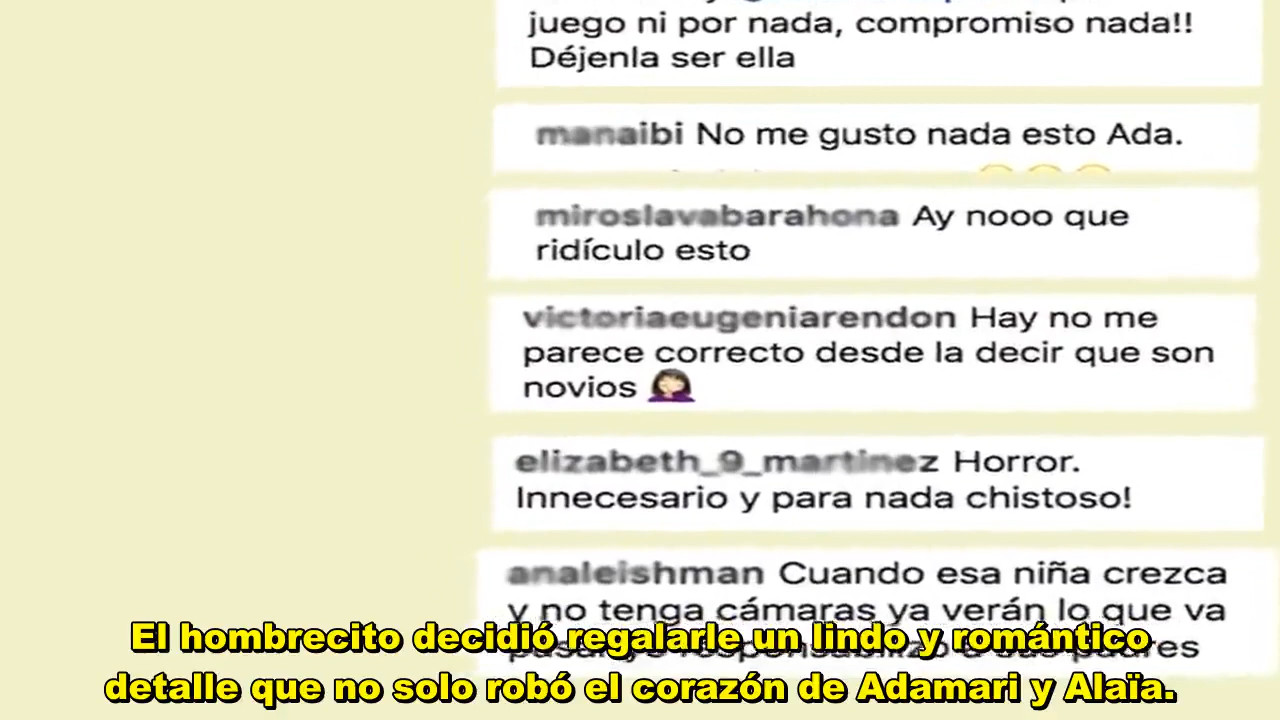 juego ni por nada, compromiso nada!!
Déjenla ser ella
manaibi No me gusto nada esto Ada.
miroslavabarahona Ay nooo que
ridículo esto
victoriaeugeniarendon Hay no me
parece correcto desde la decir que son
novios 🤦🏻‍♀️
elizabeth_9_martinez Horror.
Innecesario y para nada chistoso!
analeishman Cuando esa niña crezca
y no tenga cámaras ya verán lo que va
padres
El hombrecito decidió regalarle un lindo y romántico
detalle que no solo robó el corazón de Adamari y Alaïa.